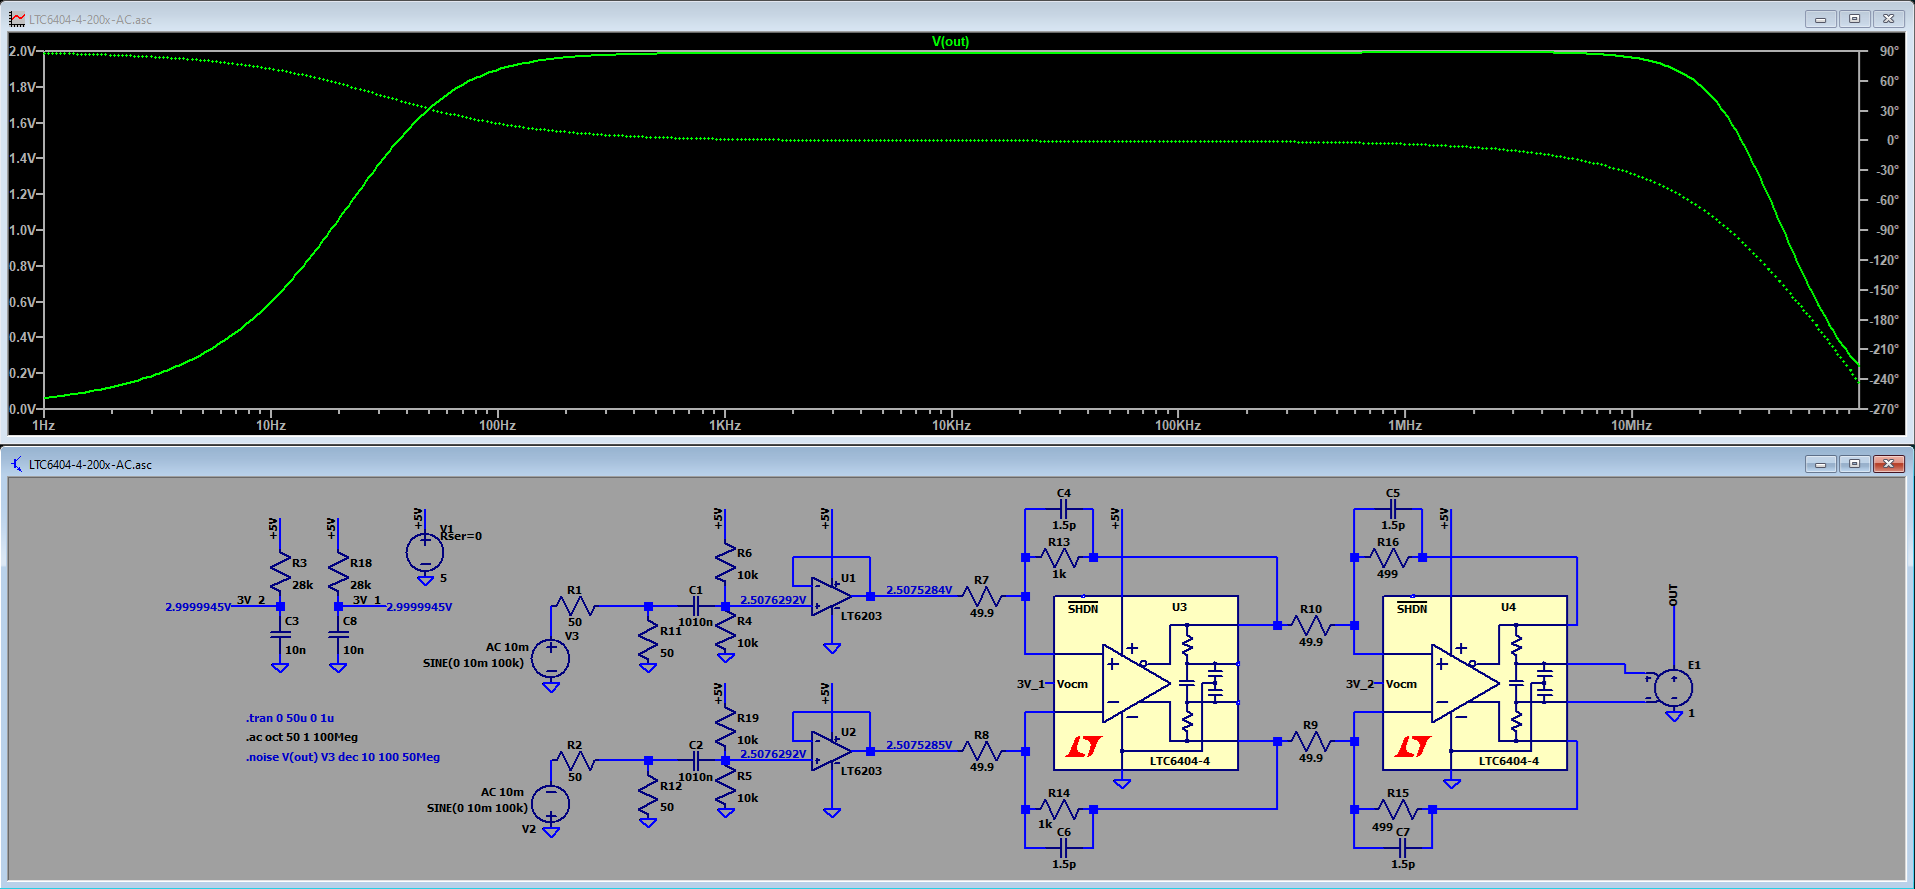 LTC6404-4-200x-AC.asc
V(out)
2.0V
1.8V
1.6V
1.4V
1.2V
1.0V
0.8V
0.6V
0.4V
0.2V
0.0V
90°
60°
30°
0°
-30°
-60°
-90°
-120°
-150°
-180°
-210°
-240°
-270°
1Hz 10Hz 100Hz 1KHz 10KHz 100KHz 1MHz 10MHz
LTC6404-4-200x-AC.asc
+5V
R3
28k
2.9999945V
3V_2
C3
10n
+5V
R18
28k
3V_1
2.9999945V
C8
10n
+5V
V1
Rser=0
5
R1
50
AC 10m
V3
SINE(0 10m 100k)
R11
50
C1
1010n
+5V
R6
10k
2.5076292V
R4
10k
+5V
U1
LT6203
2.5075284V
R7
49.9
R2
50
AC 10m
SINE(0 10m 100k)
V2
R12
50
C2
1010n
+5V
R19
10k
2.5076292V
R5
10k
+5V
U2
LT6203
2.5075285V
R8
49.9
C4
1.5p
R13
1k
+5V
SHDN
U3
3V_1
Vocm
LTC6404-4
R14
1k
C6
1.5p
R10
49.9
R9
49.9
C5
1.5p
R16
499
+5V
SHDN
U4
3V_2
Vocm
LTC6404-4
R15
499
C7
1.5p
OUT
E1
1
.tran 0 50u 0 1u
.ac oct 50 1 100Meg
.noise V(out) V3 dec 10 100 50Meg